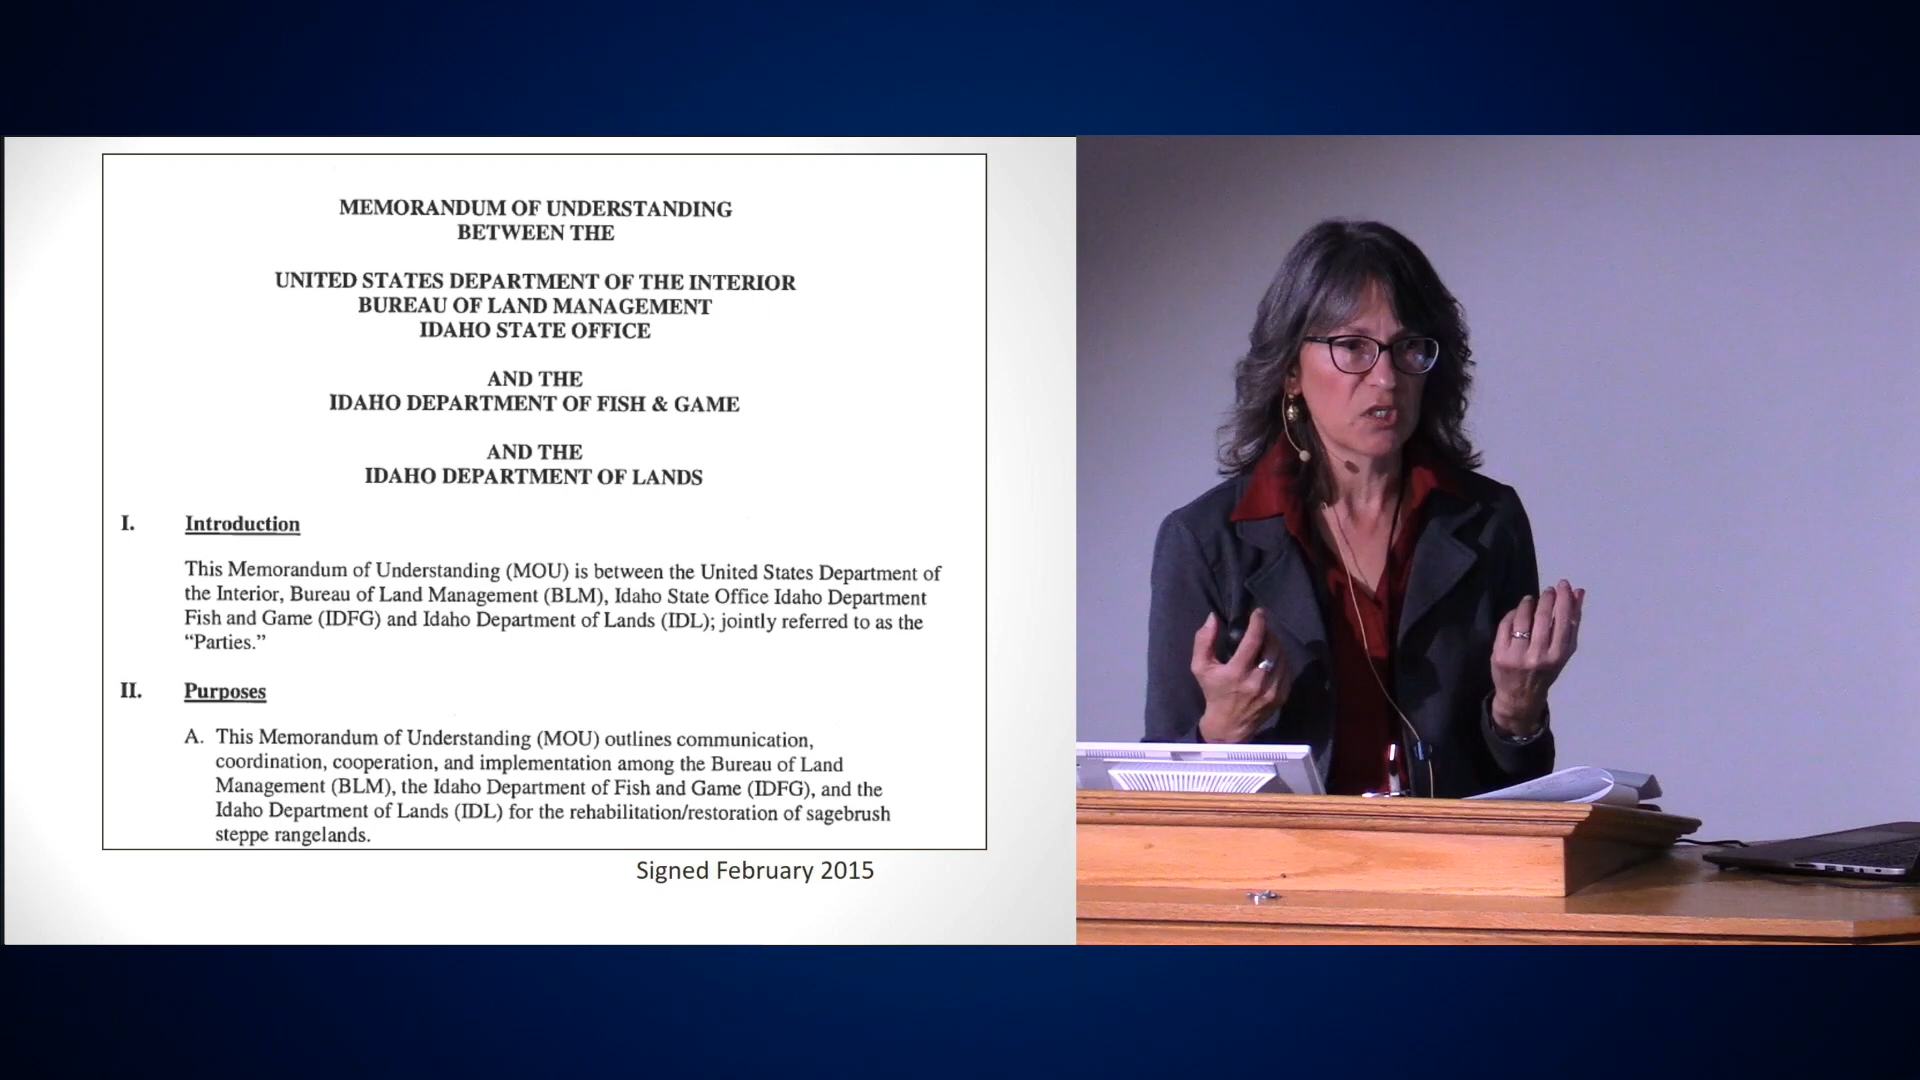 MEMORANDUM OF UNDERSTANDING
BETWEEN THE
UNITED STATES DEPARTMENT OF THE INTERIOR
BUREAU OF LAND MANAGEMENT
IDAHO STATE OFFICE
AND THE
IDAHO DEPARTMENT OF FISH & GAME
AND THE
IDAHO DEPARTMENT OF LANDS
I. Introduction
This Memorandum of Understanding (MOU) is between the United States Department of
the Interior, Bureau of Land Management (BLM), Idaho State Office Idaho Department
Fish and Game (IDFG) and Idaho Department of Lands (IDL); jointly referred to as the
“Parties.”
II. Purposes
A. This Memorandum of Understanding (MOU) outlines communication,
coordination, cooperation, and implementation among the Bureau of Land
Management (BLM), the Idaho Department of Fish and Game (IDFG), and the
Idaho Department of Lands (IDL) for the rehabilitation/restoration of sagebrush
steppe rangelands.
Signed February 2015